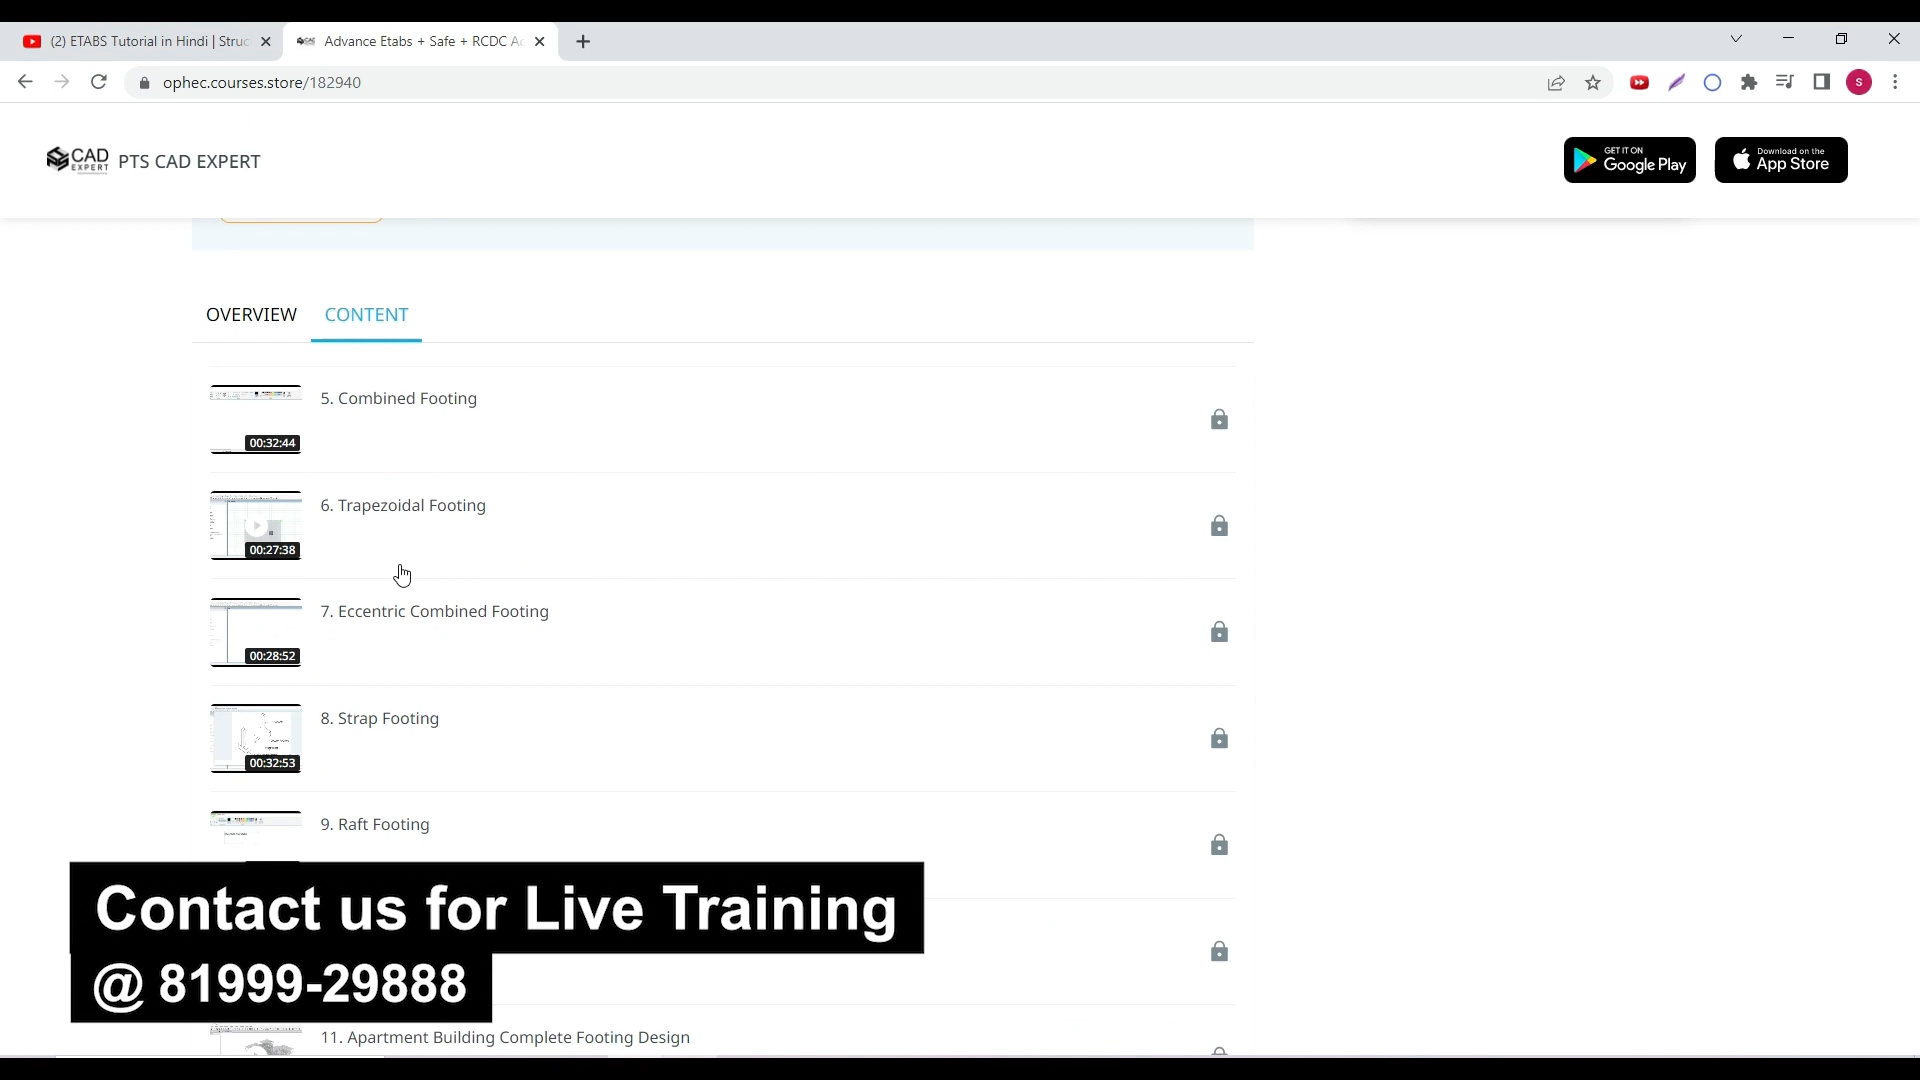 (2) ETABS Tutorial in Hindi | Struc
Advance Etabs + Safe + RCDC Ac
ophec.courses.store/182940
S
CAD
EXPERT
PTS CAD EXPERT
GET IT ON
Google Play
Download on the
App Store
OVERVIEW
CONTENT
5. Combined Footing
00:32:44
6. Trapezoidal Footing
00:27:38
7. Eccentric Combined Footing
00:28:52
8. Strap Footing
00:32:53
9. Raft Footing
Contact us for Live Training
@ 81999-29888
11. Apartment Building Complete Footing Design